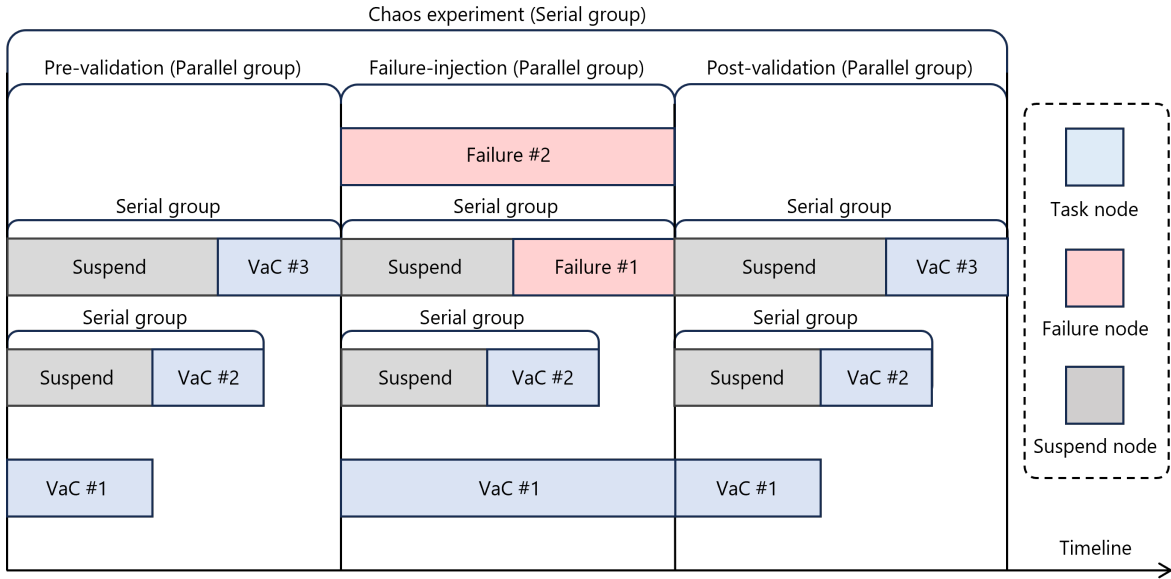 Chaos experiment (Serial group)
Pre-validation (Parallel group)
Failure-injection (Parallel group)
Post-validation (Parallel group)
Failure #2
Serial group
Serial group
Serial group
Suspend
VaC #3
Suspend
Failure #1
Suspend
VaC #3
Serial group
Serial group
Serial group
Suspend
VaC #2
Suspend
VaC #2
Suspend
VaC #2
VaC #1
VaC #1
VaC #1
Task node
Failure node
Suspend node
Timeline